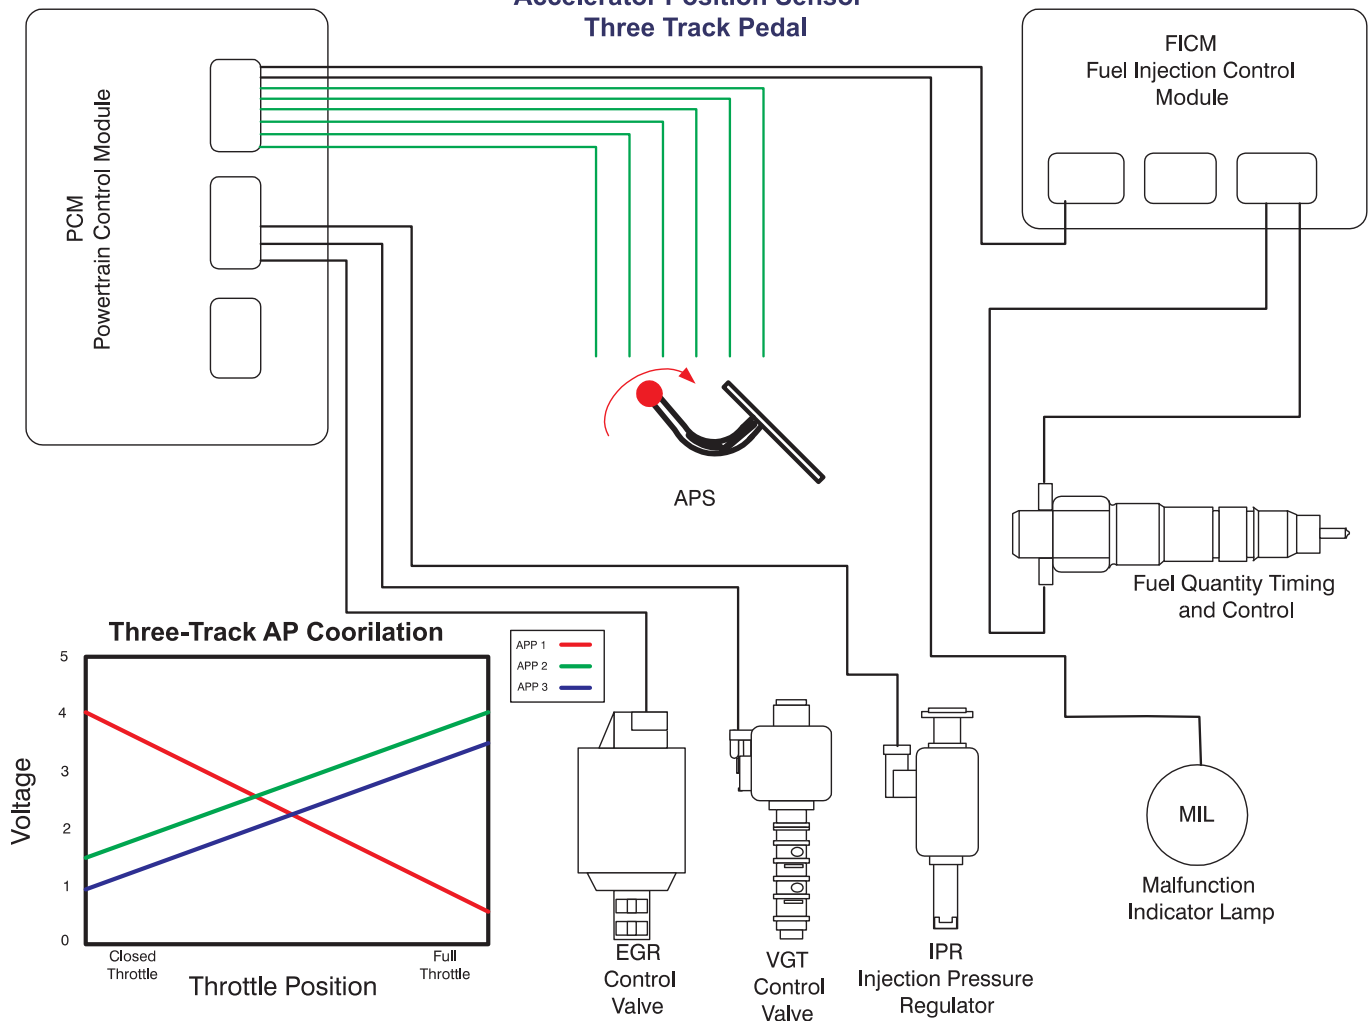 Accelerator Position Sensor
Three Track Pedal
PCM
Powertrain Control Module
FICM
Fuel Injection Control
Module
APS
Fuel Quantity Timing
and Control
Three-Track AP Coorilation
APP 1
APP 2
APP 3
5
4
3
2
1
0
Voltage
Closed
Throttle
Full
Throttle
Throttle Position
EGR
Control
Valve
VGT
Control
Valve
IPR
Injection Pressure
Regulator
MIL
Malfunction
Indicator Lamp